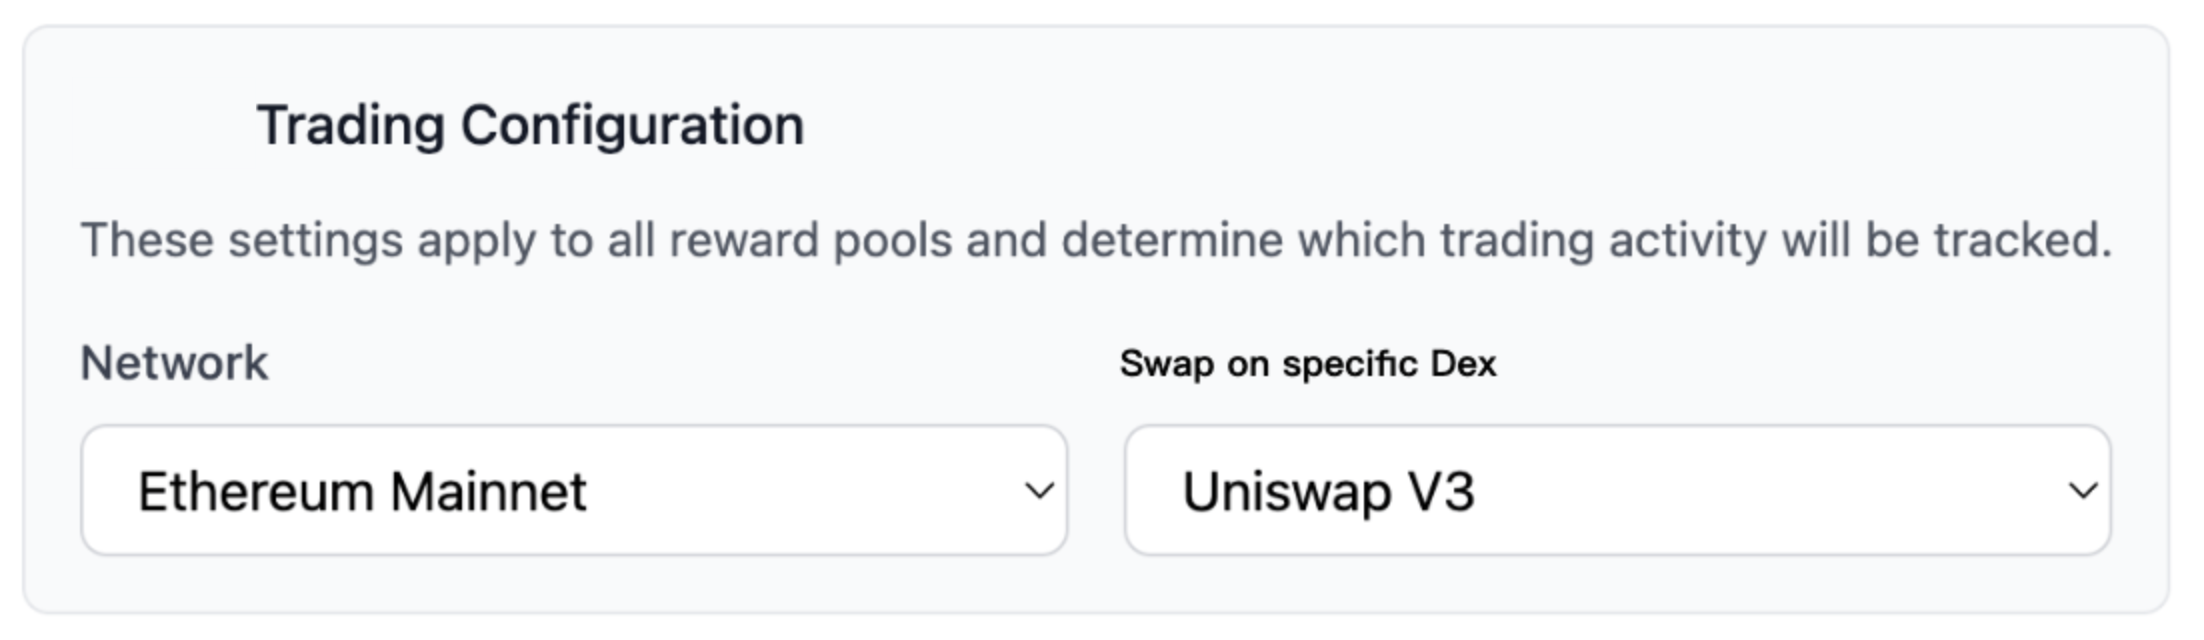 Trading Configuration
These settings apply to all reward pools and determine which trading activity will be tracked.
Network
Swap on specific Dex
Ethereum Mainnet
Uniswap V3